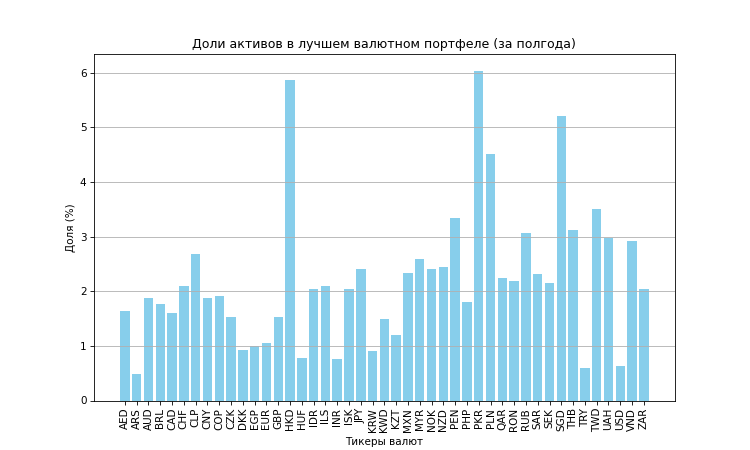 Доли активов в лучшем валютном портфеле (за полгода)
Доля (%)
6
5
4
3
2
1
0
AED ARS AUD BRL CAD CHF CLP CNY COP CZK DKK EGP EUR GBP HKD HUF IDR ILS INR ISK JPY KRW KWD KZT MXN MYR NOK NZD PEN PHP PKR PLN QAR RON RUB SAR SEK SGD THB TRY TWD UAH USD VND ZAR
Тикеры валют